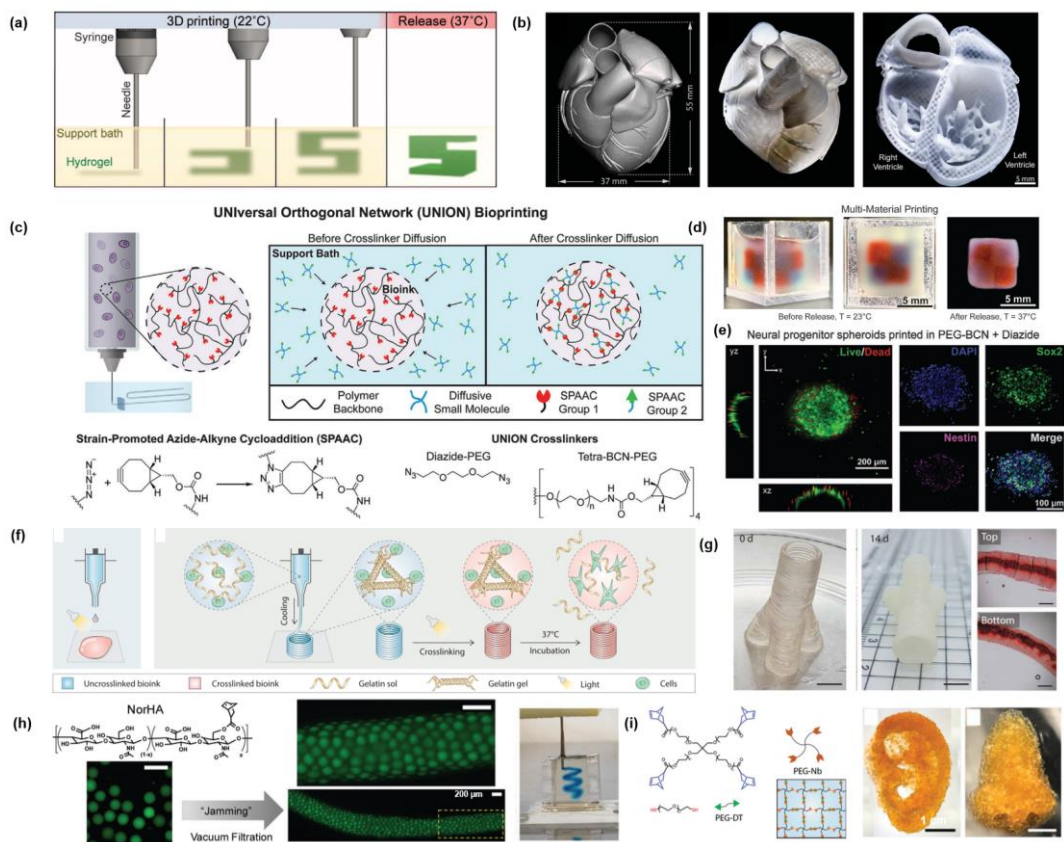 (a)
3D printing (22°C)
Release (37°C)
Syringe
Needle
Support bath
Hydrogel
(b)
55 mm
37 mm
Right
Ventricle
Left
Ventricle
5 mm
(c)
UNIversal Orthogonal Network (UNION) Bioprinting
Before Crosslinker Diffusion
After Crosslinker Diffusion
Support Bath
Bioink
Polymer
Backbone
Diffusive
Small Molecule
SPAAC
Group 1
SPAAC
Group 2
Strain-Promoted Azide-Alkyne Cycloaddition (SPAAC)
UNION Crosslinkers
Diazide-PEG
Tetra-BCN-PEG
(d)
Multi-Material Printing
5 mm
5 mm
Before Release, T = 23°C
After Release, T = 37°C
(e)
Neural progenitor spheroids printed in PEG-BCN + Diazide
yz
y
x
Live/Dead
200 µm
xz
DAPI
Sox2
Nestin
Merge
100 µm
(f)
Cooling
Crosslinking
37°C
Incubation
Uncrosslinked bioink
Crosslinked bioink
Gelatin sol
Gelatin gel
Light
Cells
(g)
0 d
14 d
Top
Bottom
(h)
NorHA
"Jamming"
Vacuum Filtration
200 µm
(i)
PEG-Nb
PEG-DT
1 cm